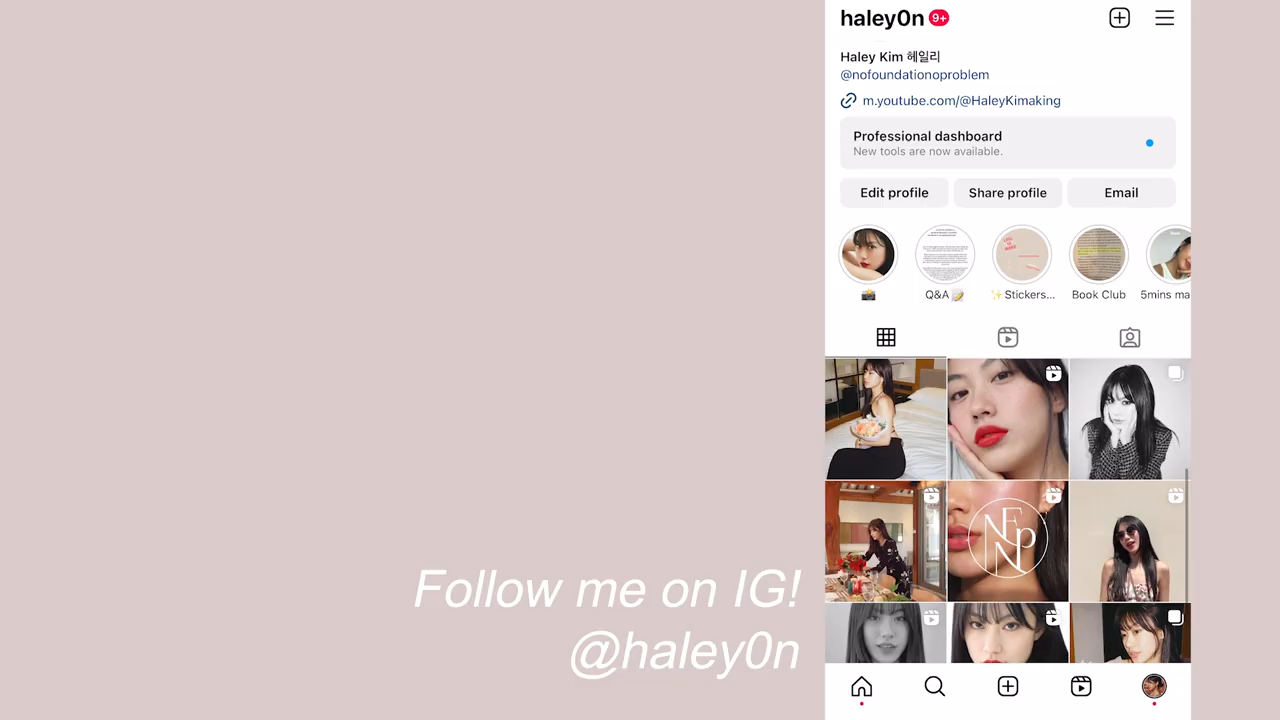 haley0n 9+
Haley Kim 헤일리
@nofoundationoproblem
m.youtube.com/@HaleyKimaking
Professional dashboard
New tools are now available.
Edit profile Share profile Email
Q&A Stickers... Book Club 5mins ma
NFNp
Follow me on IG!
@haley0n